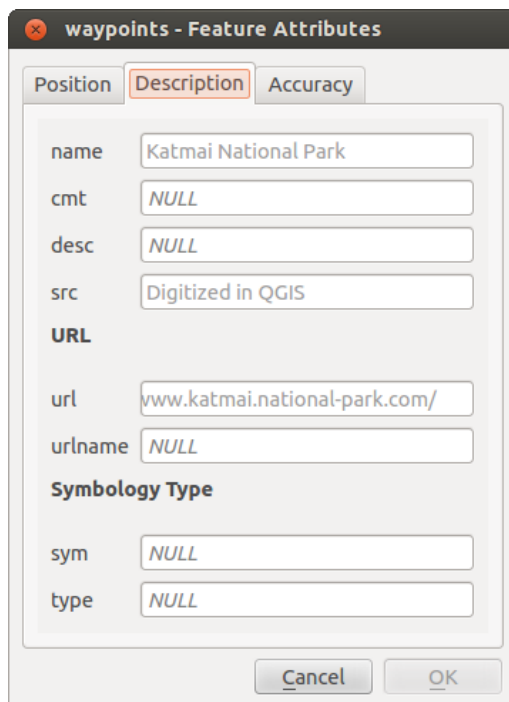 waypoints - Feature Attributes
Position Description Accuracy
name Katmai National Park
cmt NULL
desc NULL
src Digitized in QGIS
URL
url www.katmai.national-park.com/
urlname NULL
Symbology Type
sym NULL
type NULL
Cancel OK